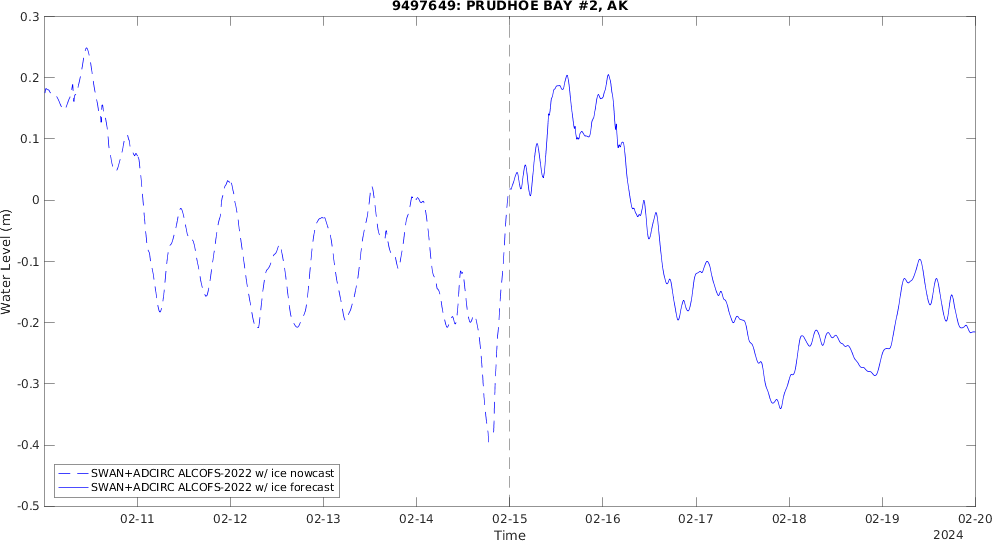 9497649: PRUDHOE BAY #2, AK
0.3
0.2
0.1
0
-0.1
-0.2
-0.3
-0.4
-0.5
Water Level (m)
SWAN+ADCIRC ALCOFS-2022 w/ ice nowcast
SWAN+ADCIRC ALCOFS-2022 w/ ice forecast
02-11 02-12 02-13 02-14 02-15 02-16 02-17 02-18 02-19 02-20
Time
2024